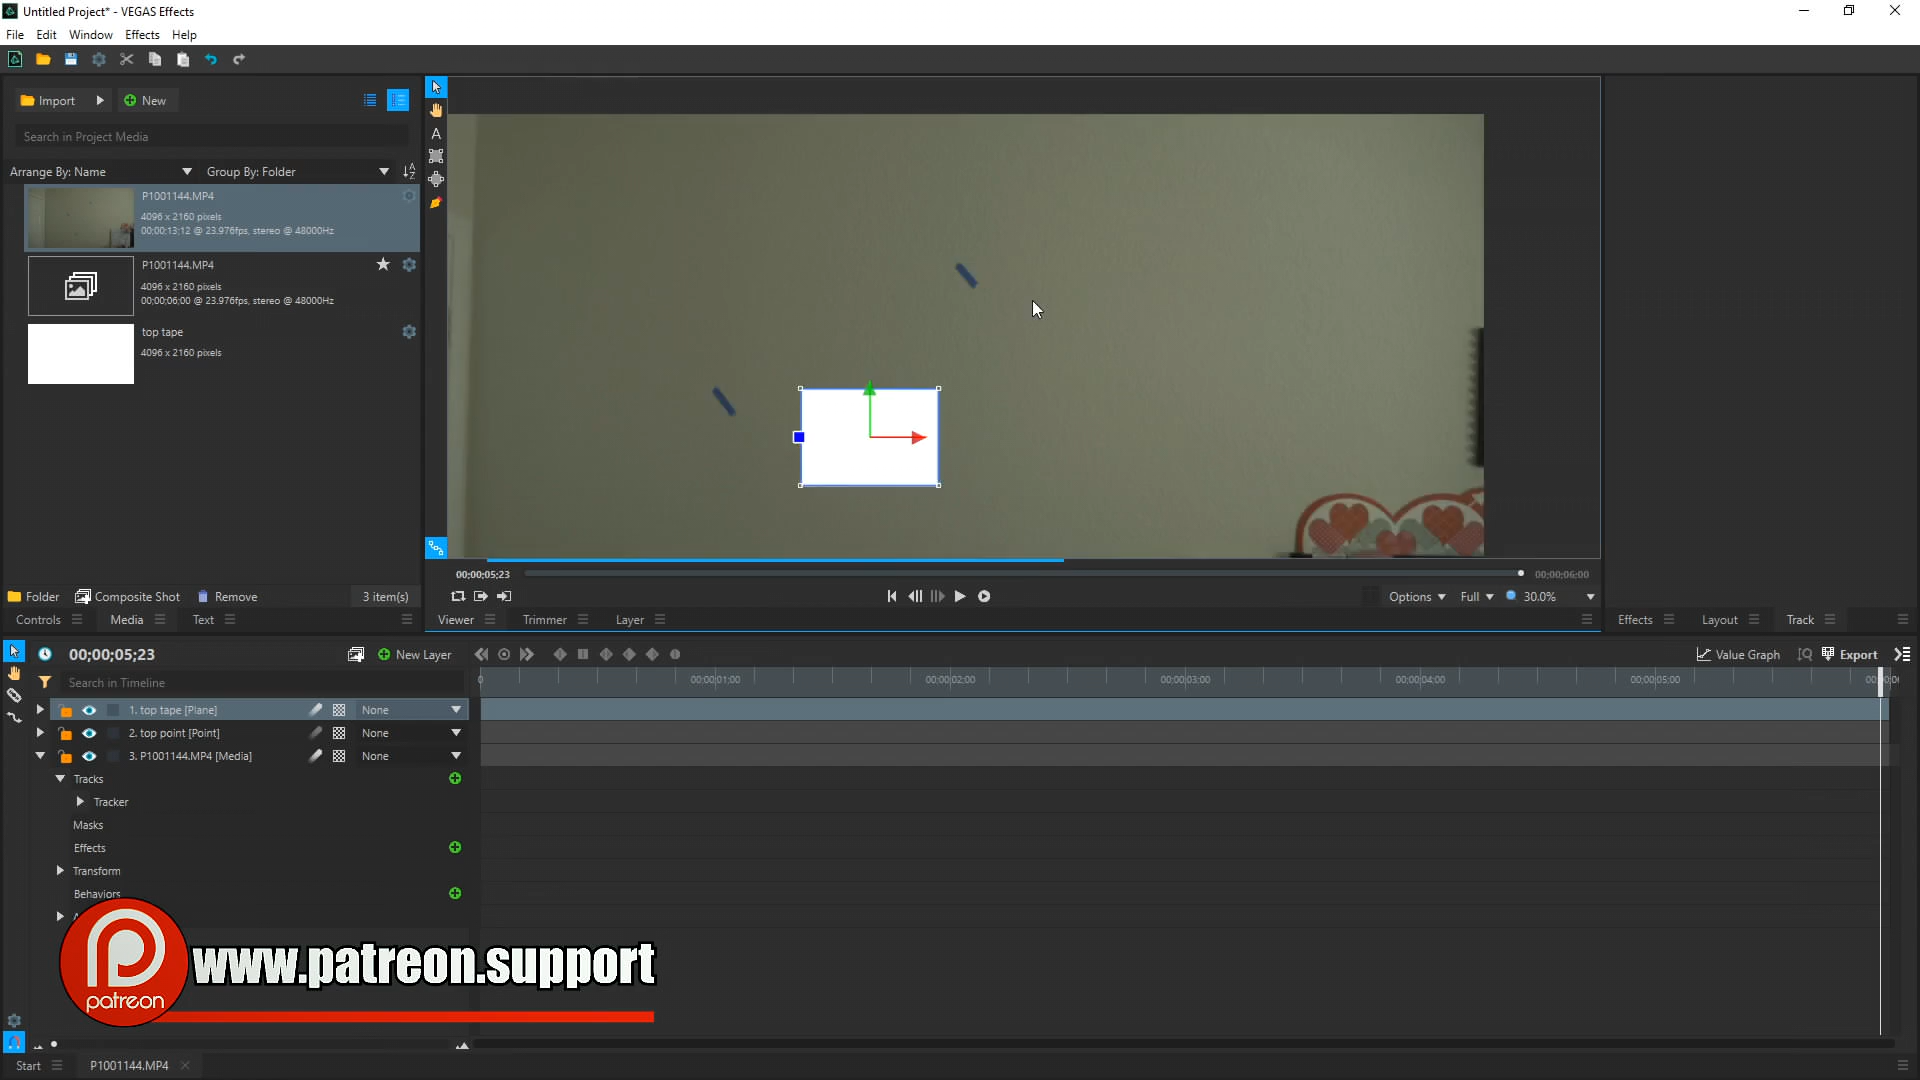 Untitled Project* - VEGAS Effects
File Edit Window Effects Help
Import New
Search in Project Media
Arrange By: Name Group By: Folder
P1001144.MP4
4096 x 2160 pixels
00;00;13;12 @ 23.976fps, stereo @ 48000Hz
P1001144.MP4
4096 x 2160 pixels
00;00;06;00 @ 23.976fps, stereo @ 48000Hz
top tape
4096 x 2160 pixels
A
00;00;05;23 00;00;06;00
Folder Composite Shot Remove 3 item(s)
Options Full 30.0%
Controls Media Text Viewer Trimmer Layer Effects Layout Track
00;00;05;23 New Layer Value Graph Export
Search in Timeline
0 00;00;01;00 00;00;02;00 00;00;03;00 00;00;04;00 00;00;05;00
1. top tape [Plane] None
2. top point [Point] None
3. P1001144.MP4 [Media] None
Tracks
Tracker
Masks
Effects
Transform
Behaviors
patreon
www.patreon.support
Start P1001144.MP4